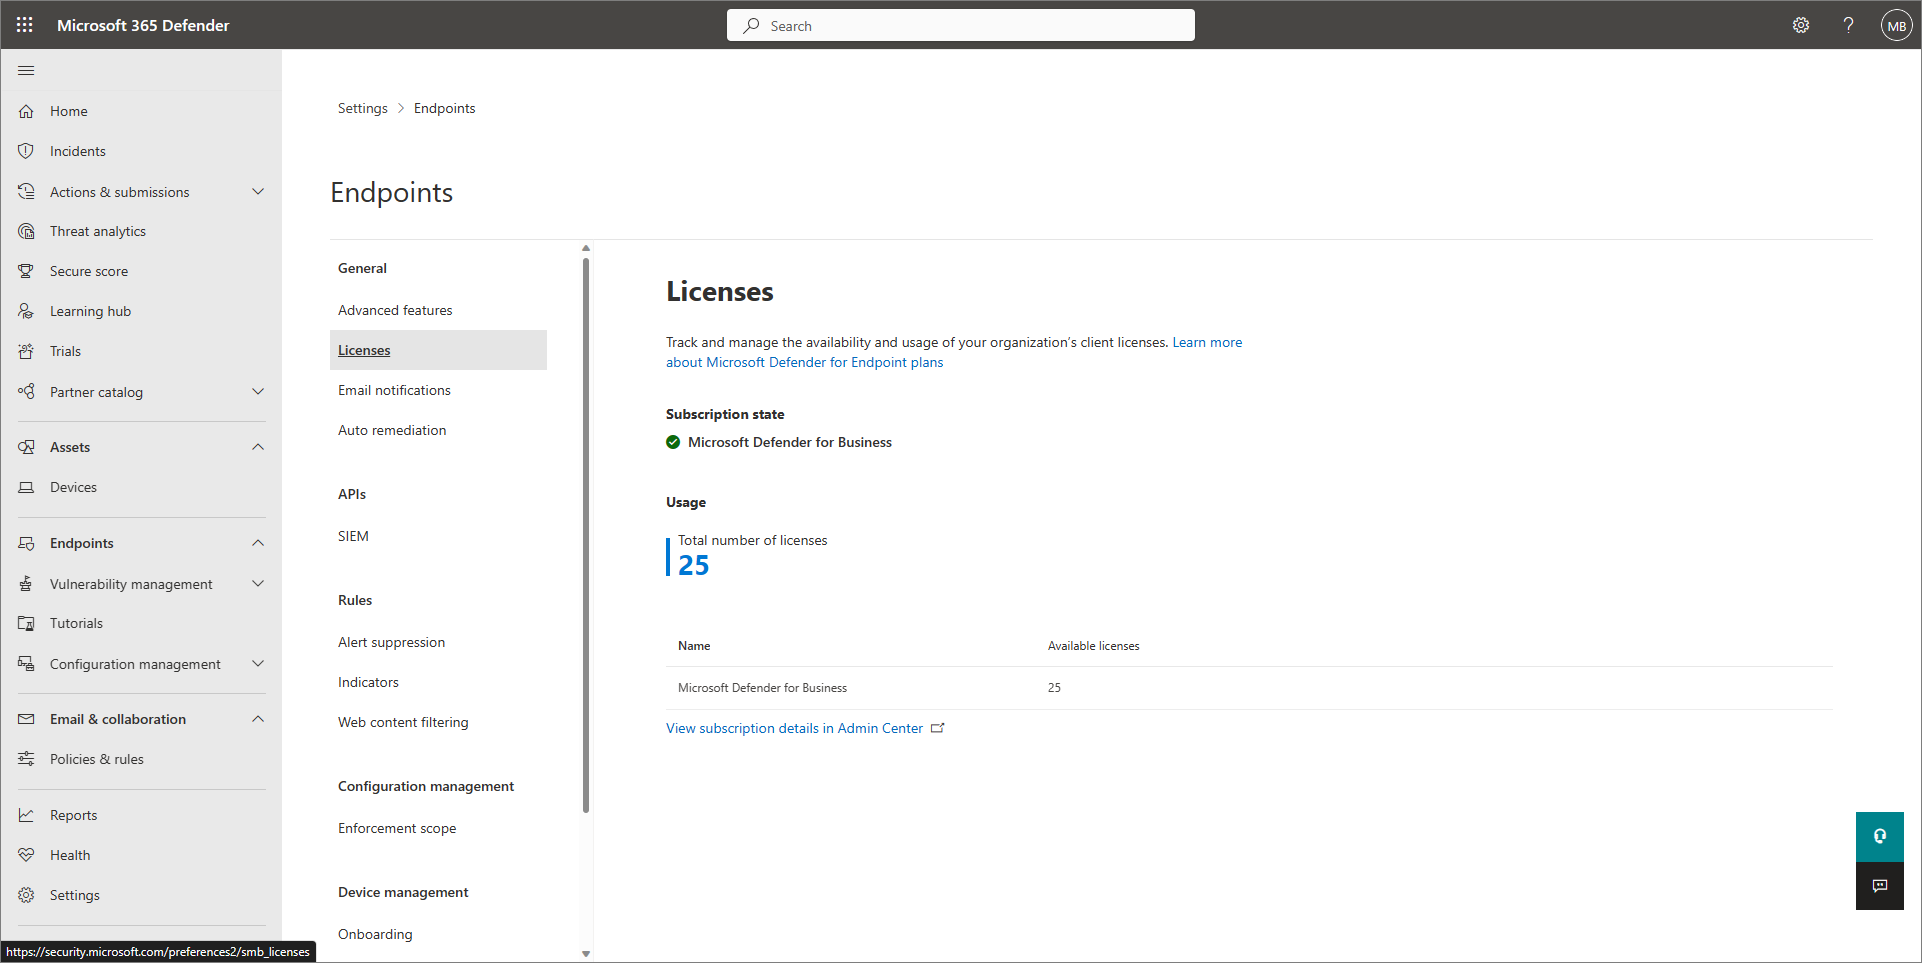 Microsoft 365 Defender
Search
MB
Home
Incidents
Actions & submissions
Threat analytics
Secure score
Learning hub
Trials
Partner catalog
Assets
Devices
Endpoints
Vulnerability management
Tutorials
Configuration management
Email & collaboration
Policies & rules
Reports
Health
Settings
https://security.microsoft.com/preferences2/smb_licenses
Settings > Endpoints
Endpoints
General
Advanced features
Licenses
Email notifications
Auto remediation
APIs
SIEM
Rules
Alert suppression
Indicators
Web content filtering
Configuration management
Enforcement scope
Device management
Onboarding
Licenses
Track and manage the availability and usage of your organization's client licenses. Learn more
about Microsoft Defender for Endpoint plans
Subscription state
Microsoft Defender for Business
Usage
Total number of licenses
25
Name Available licenses
Microsoft Defender for Business 25
View subscription details in Admin Center